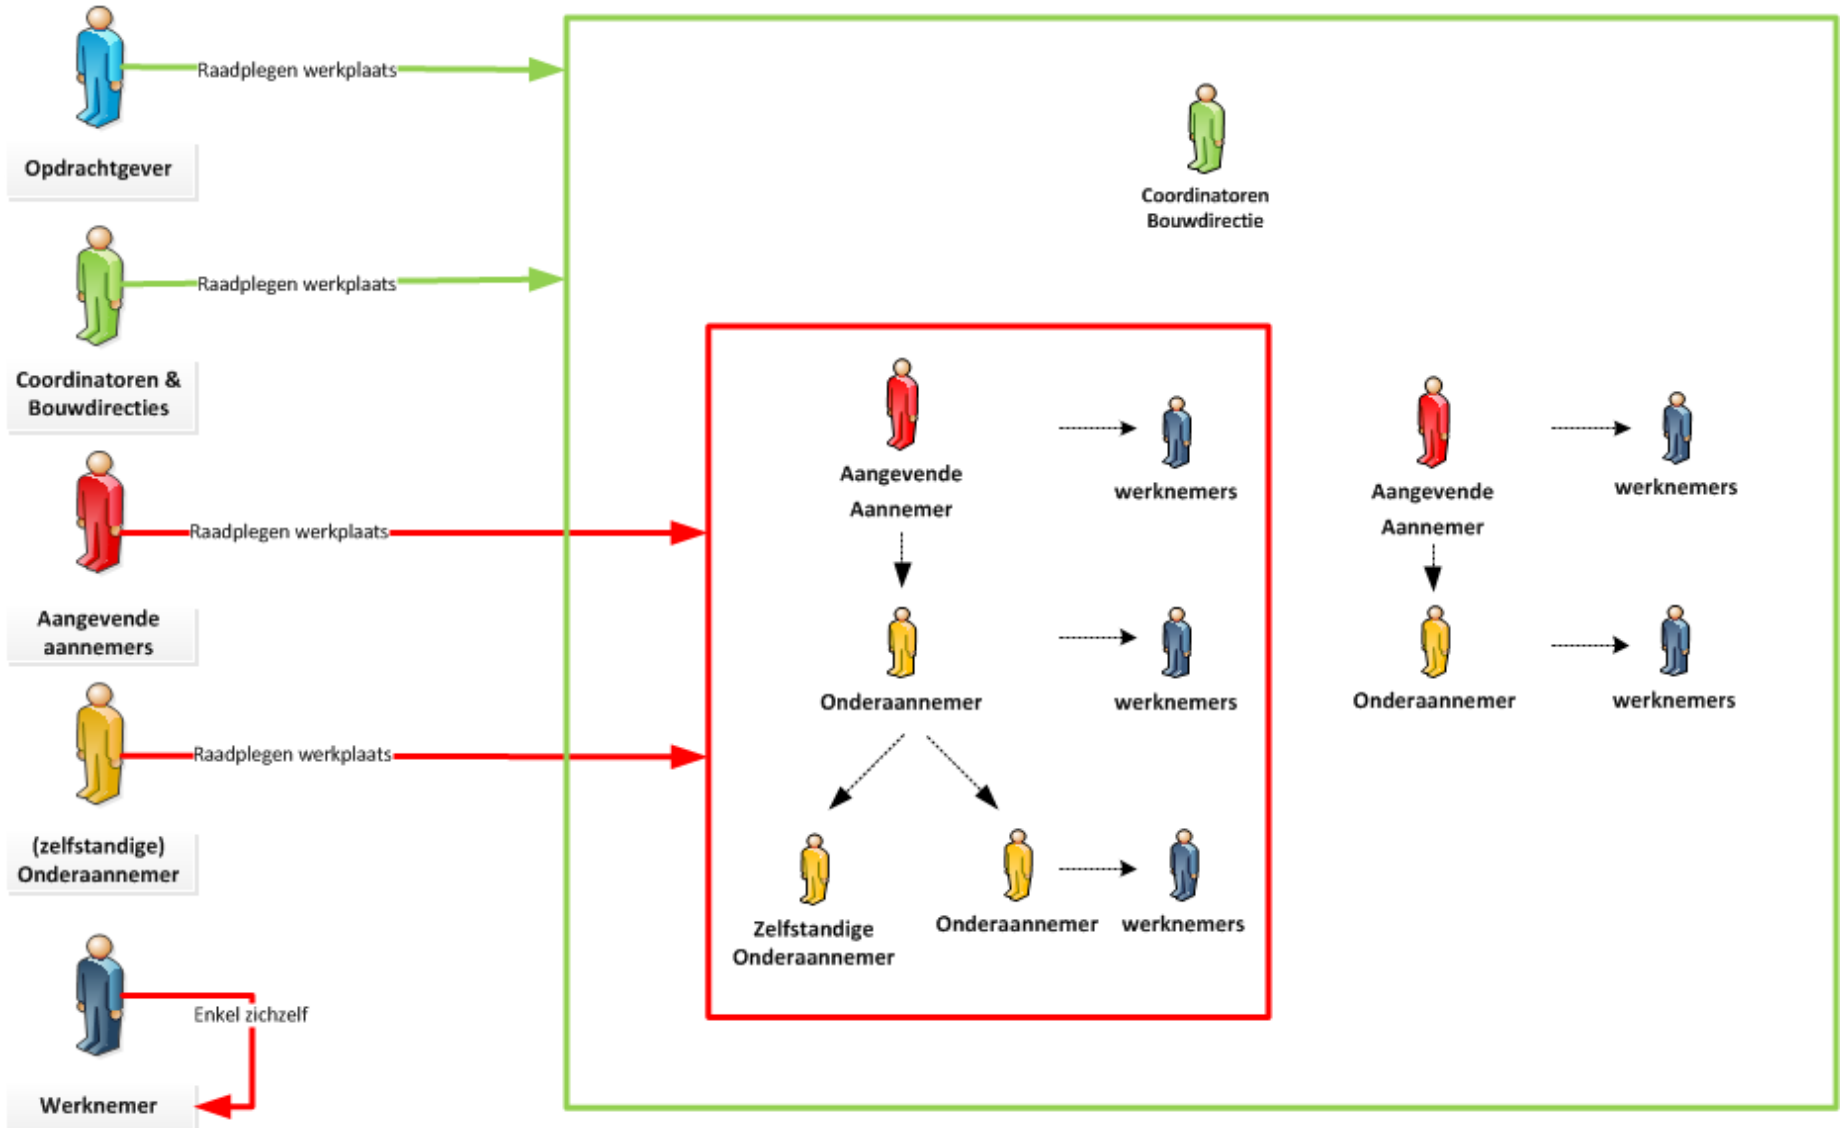 Raadplegen werkplaats
Opdrachtgever
Raadplegen werkplaats
Coordinatoren &
Bouwdirecties
Raadplegen werkplaats
Aangevende
aannemers
Raadplegen werkplaats
(zelfstandige)
Onderaannemer
Enkel zichzelf
Werknemer
Coordinatoren
Bouwdirectie
Aangevende
Aannemer
werknemers
Onderaannemer
werknemers
Zelfstandige
Onderaannemer
Onderaannemer
werknemers
Aangevende
Aannemer
werknemers
Onderaannemer
werknemers